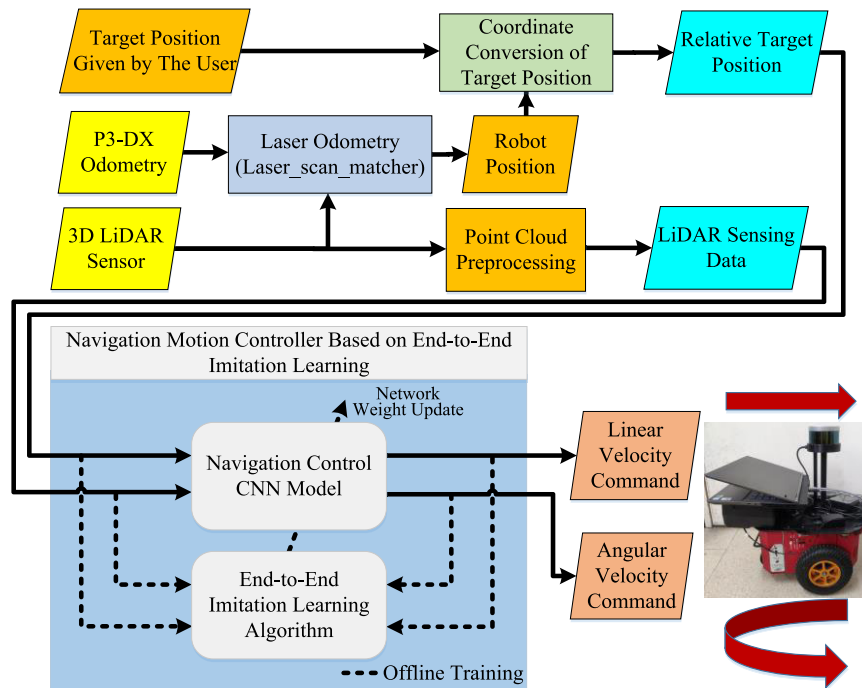 Target Position
Given by The User
Coordinate
Conversion of
Target Position
Relative Target
Position
P3-DX
Odometry
Laser Odometry
(Laser_scan_matcher)
Robot
Position
3D LiDAR
Sensor
Point Cloud
Preprocessing
LiDAR Sensing
Data
Navigation Motion Controller Based on End-to-End
Imitation Learning
Network
Weight Update
Navigation Control
CNN Model
Linear
Velocity
Command
End-to-End
Imitation Learning
Algorithm
Angular
Velocity
Command
Offline Training